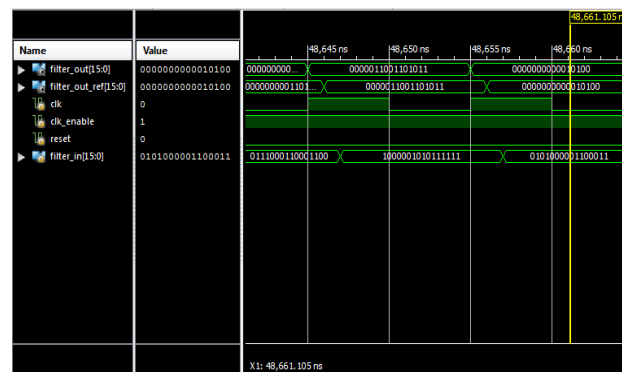 48,661.105 n
Name Value
48,645 ns 48,650 ns 48,655 ns 48,660 ns
filter_out[15:0] 0000000000010100 000000000... 0000011001101011 0000000000010100
filter_out_ref[15:0] 0000000000010100 0000000001101... 0000011001101011 0000000000010100
clk 0
clk_enable 1
reset 0
filter_in[15:0] 0101000001100011 0111000110001100 1000001010111111 0101000001100011
X1: 48,661.105 ns